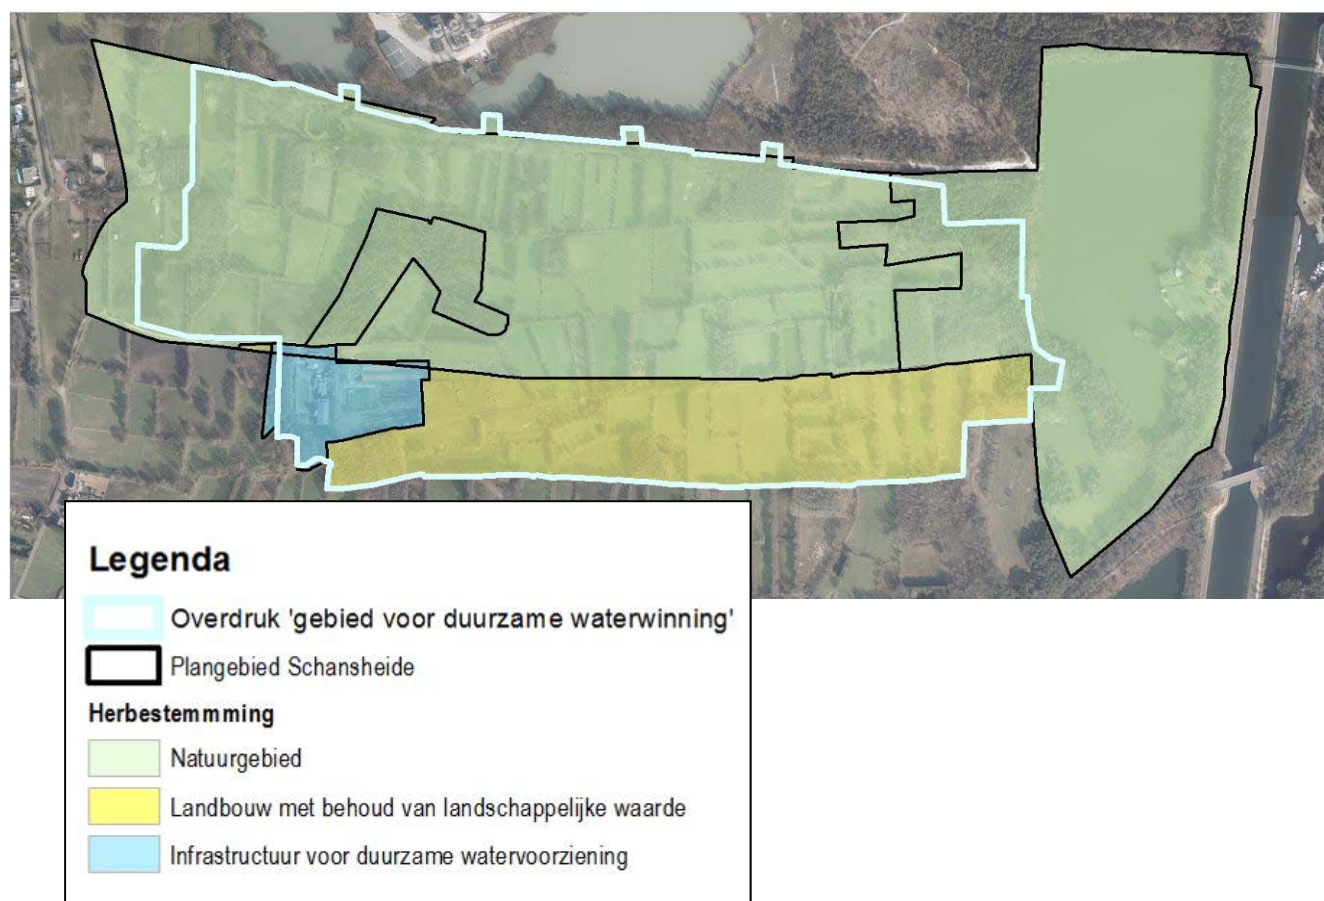 Legenda
Overdruk 'gebied voor duurzame waterwinning'
Plangebied Schansheide
Herbestemmming
Natuurgebied
Landbouw met behoud van landschappelijke waarde
Infrastructuur voor duurzame watervoorziening